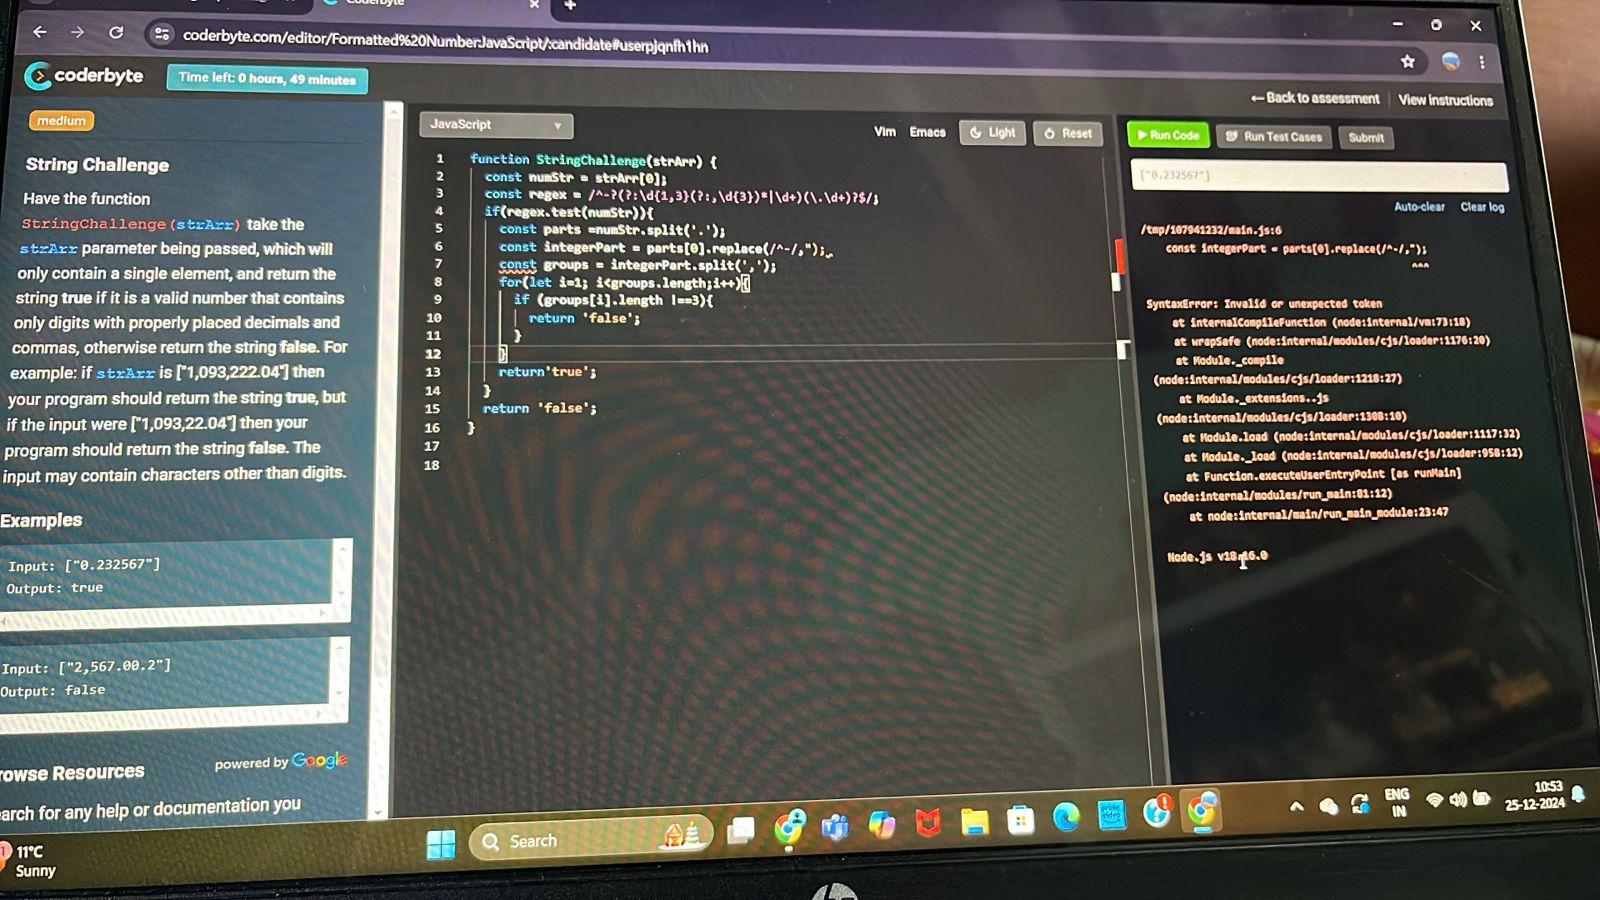 Coderbyte
coderbyte.com/editor/Formatted%20Number:JavaScript/:candidate#userpjqnfh1hn
coderbyte
Time left: 0 hours, 49 minutes
← Back to assessment
View instructions
medium
String Challenge
Have the function
StringChallenge(strArr) take the
strArr parameter being passed, which will
only contain a single element, and return the
string true if it is a valid number that contains
only digits with properly placed decimals and
commas, otherwise return the string false. For
example: if strArr is ["1,093,222.04"] then
your program should return the string true, but
if the input were ["1,093,22.04"] then your
program should return the string false. The
input may contain characters other than digits.
Examples
Input: ["0.232567"]
Output: true
Input: ["2,567.00.2"]
Output: false
rowse Resources
powered by Google
earch for any help or documentation you
JavaScript
Vim
Emacs
Light
Reset
1 function StringChallenge(strArr) {
2 const numStr = strArr[0];
3 const regex = /^-?(?:\d{1,3}(?:,\d{3})*|\d+)(\.\d+)?$/;
4 if(regex.test(numStr)){
5 const parts =numStr.split('.');
6 const integerPart = parts[0].replace(/^-/,");
7 const groups = integerPart.split(',');
8 for(let i=1; i<groups.length;i++){
9 if (groups[i].length !==3){
10 return 'false';
11 }
12 }
13 return'true';
14 }
15 return 'false';
16 }
17
18
Run Code
Run Test Cases
Submit
["0.232567"]
Auto-clear
Clear log
/tmp/107941232/main.js:6
const integerPart = parts[0].replace(/^-/,");
^^^
SyntaxError: Invalid or unexpected token
at internalCompileFunction (node:internal/vm:73:18)
at wrapSafe (node:internal/modules/cjs/loader:1176:20)
at Module._compile
(node:internal/modules/cjs/loader:1218:27)
at Module._extensions..js
(node:internal/modules/cjs/loader:1308:10)
at Module.load (node:internal/modules/cjs/loader:1117:32)
at Module._load (node:internal/modules/cjs/loader:958:12)
at Function.executeUserEntryPoint [as runMain]
(node:internal/modules/run_main:81:12)
at node:internal/main/run_main_module:23:47
Node.js v18.16.0
1
11°C
Sunny
Search
prime video
ENG
IN
10:53
25-12-2024
hp